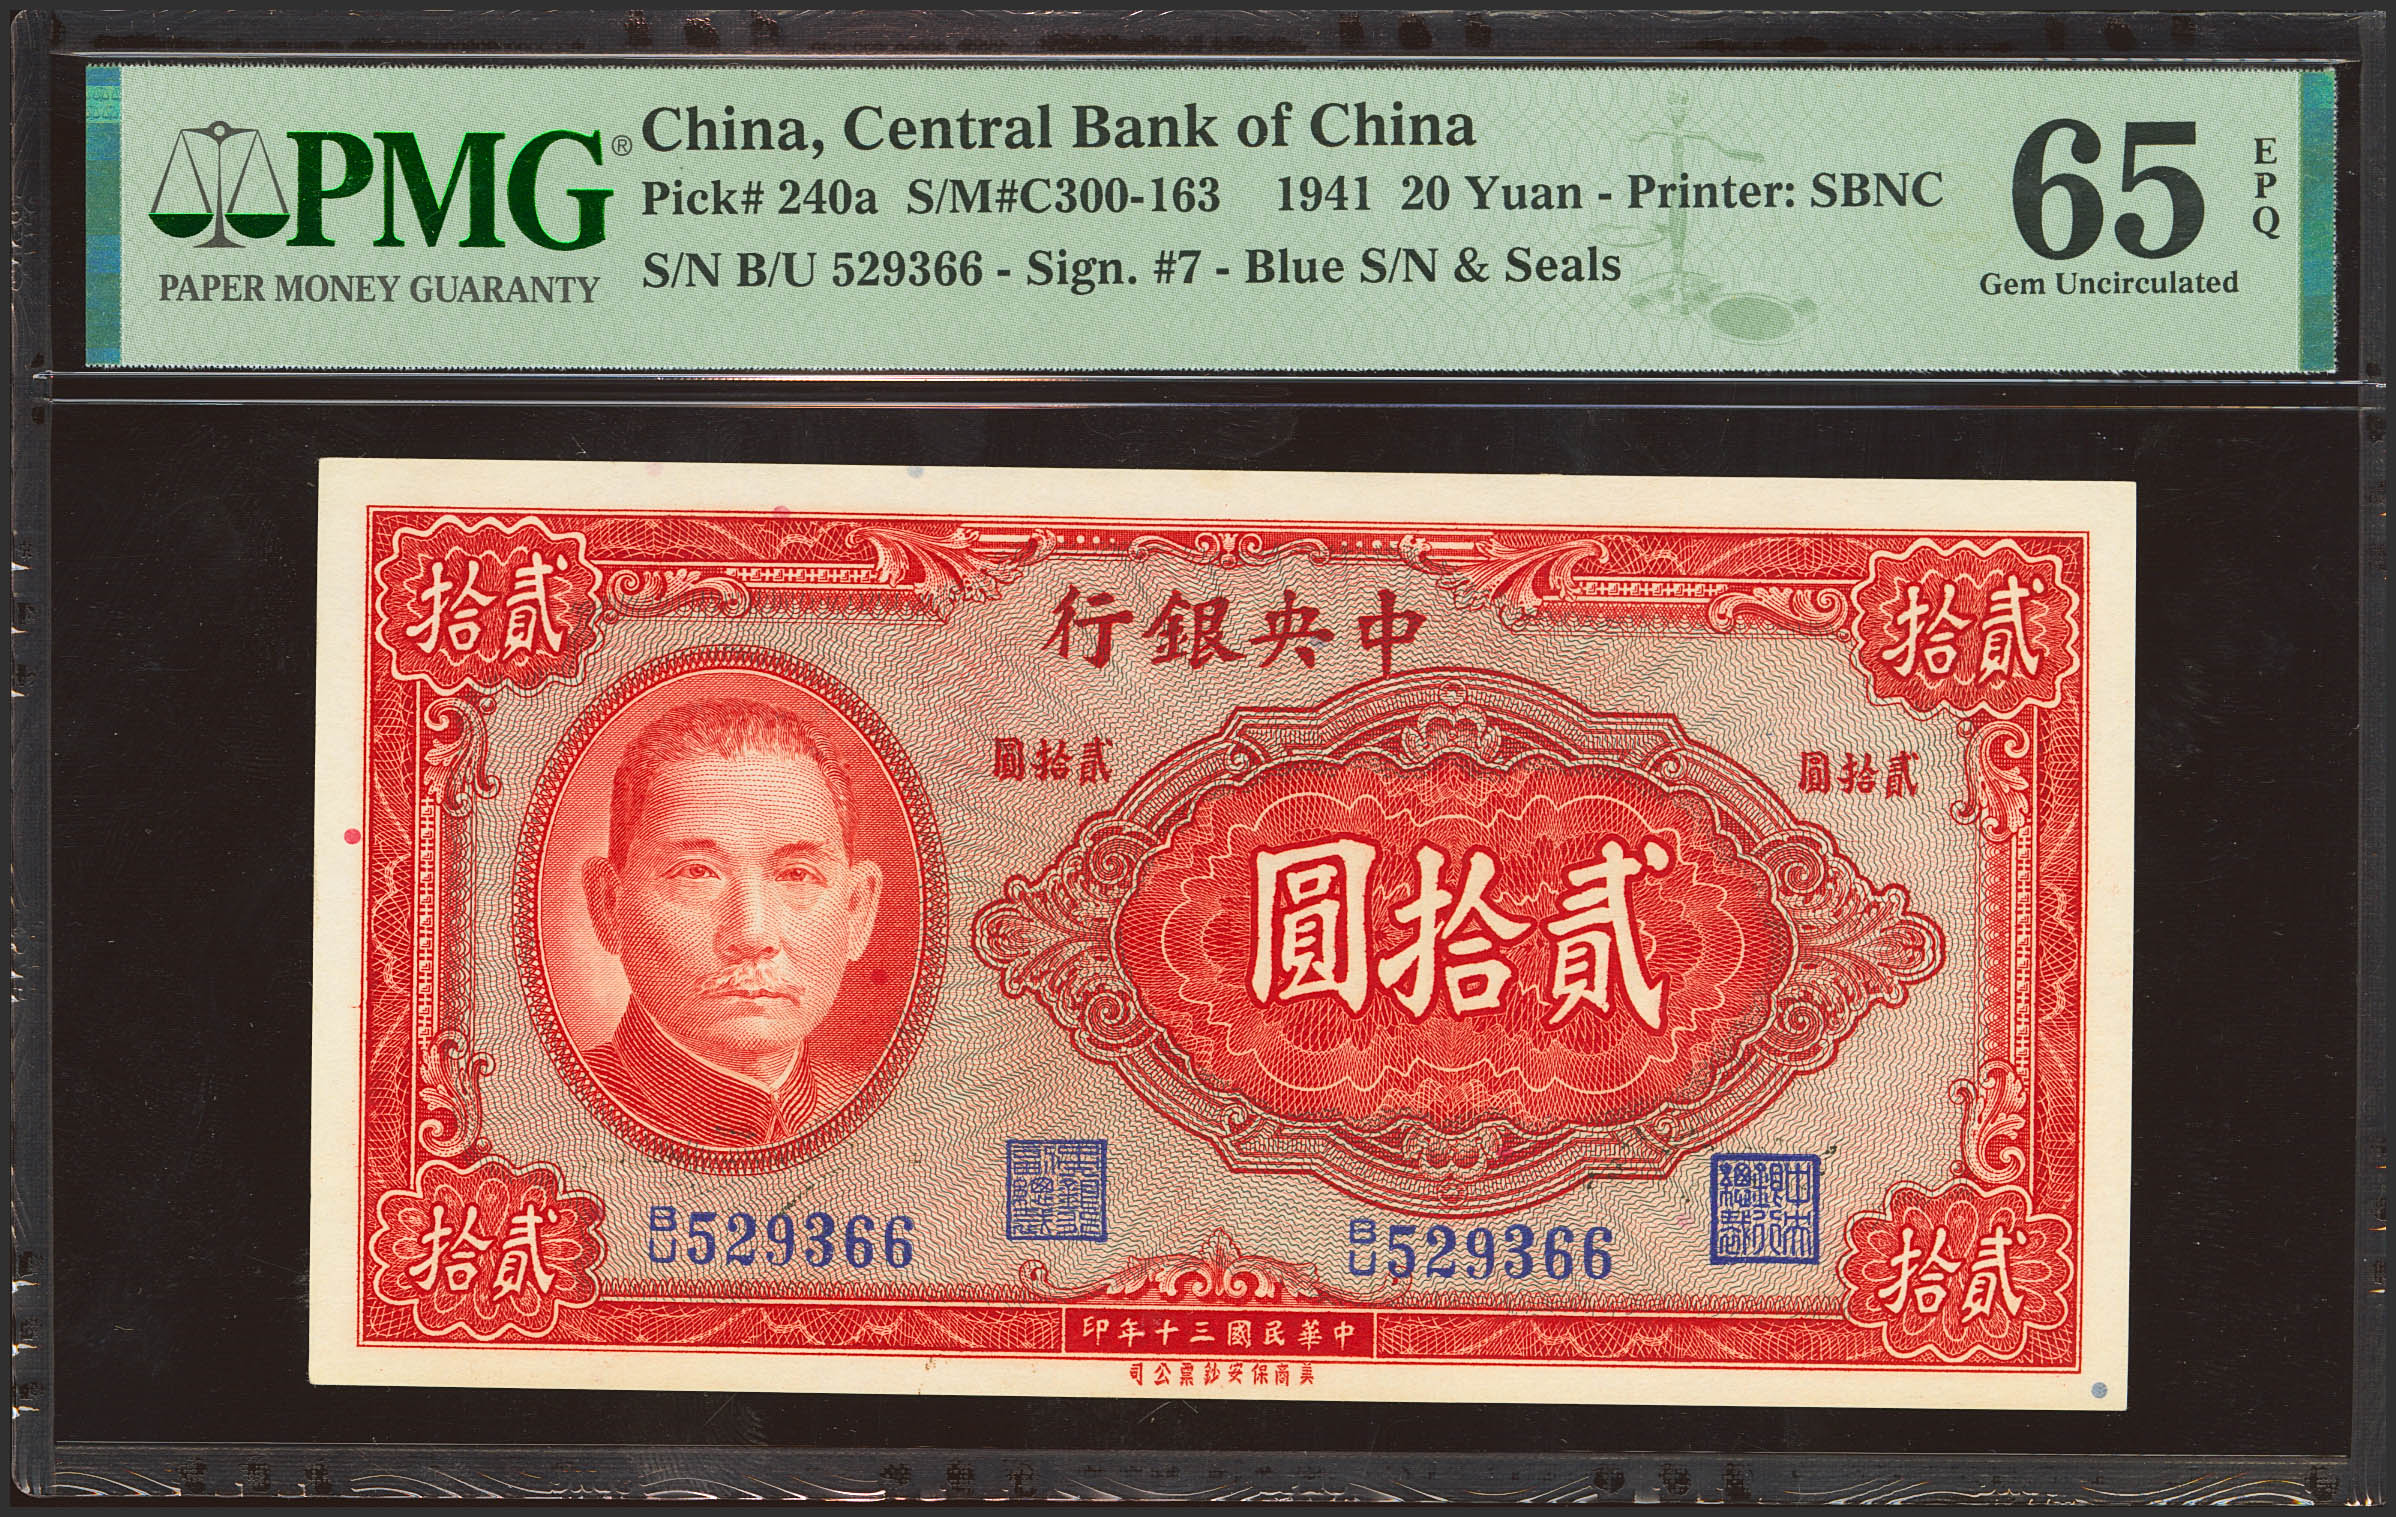 PMG®
PAPER MONEY GUARANTY
China, Central Bank of China
Pick# 240a S/M#C300-163 1941 20 Yuan - Printer: SBNC
S/N B/U 529366 - Sign. #7 - Blue S/N & Seals
65
EPQ
Gem Uncirculated
拾貳
行銀央中
拾貳
圓拾貳
圓拾貳
圓拾貳
B/U 529366
B/U 529366
拾貳
拾貳
印年十三國民華中
司公票鈔安保商美